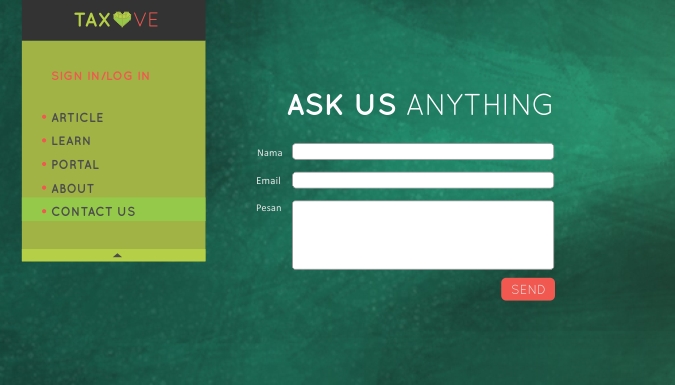 TAX VE
SIGN IN/LOG IN
• ARTICLE
• LEARN
• PORTAL
• ABOUT
• CONTACT US
ASK US ANYTHING
Nama
Email
Pesan
SEND